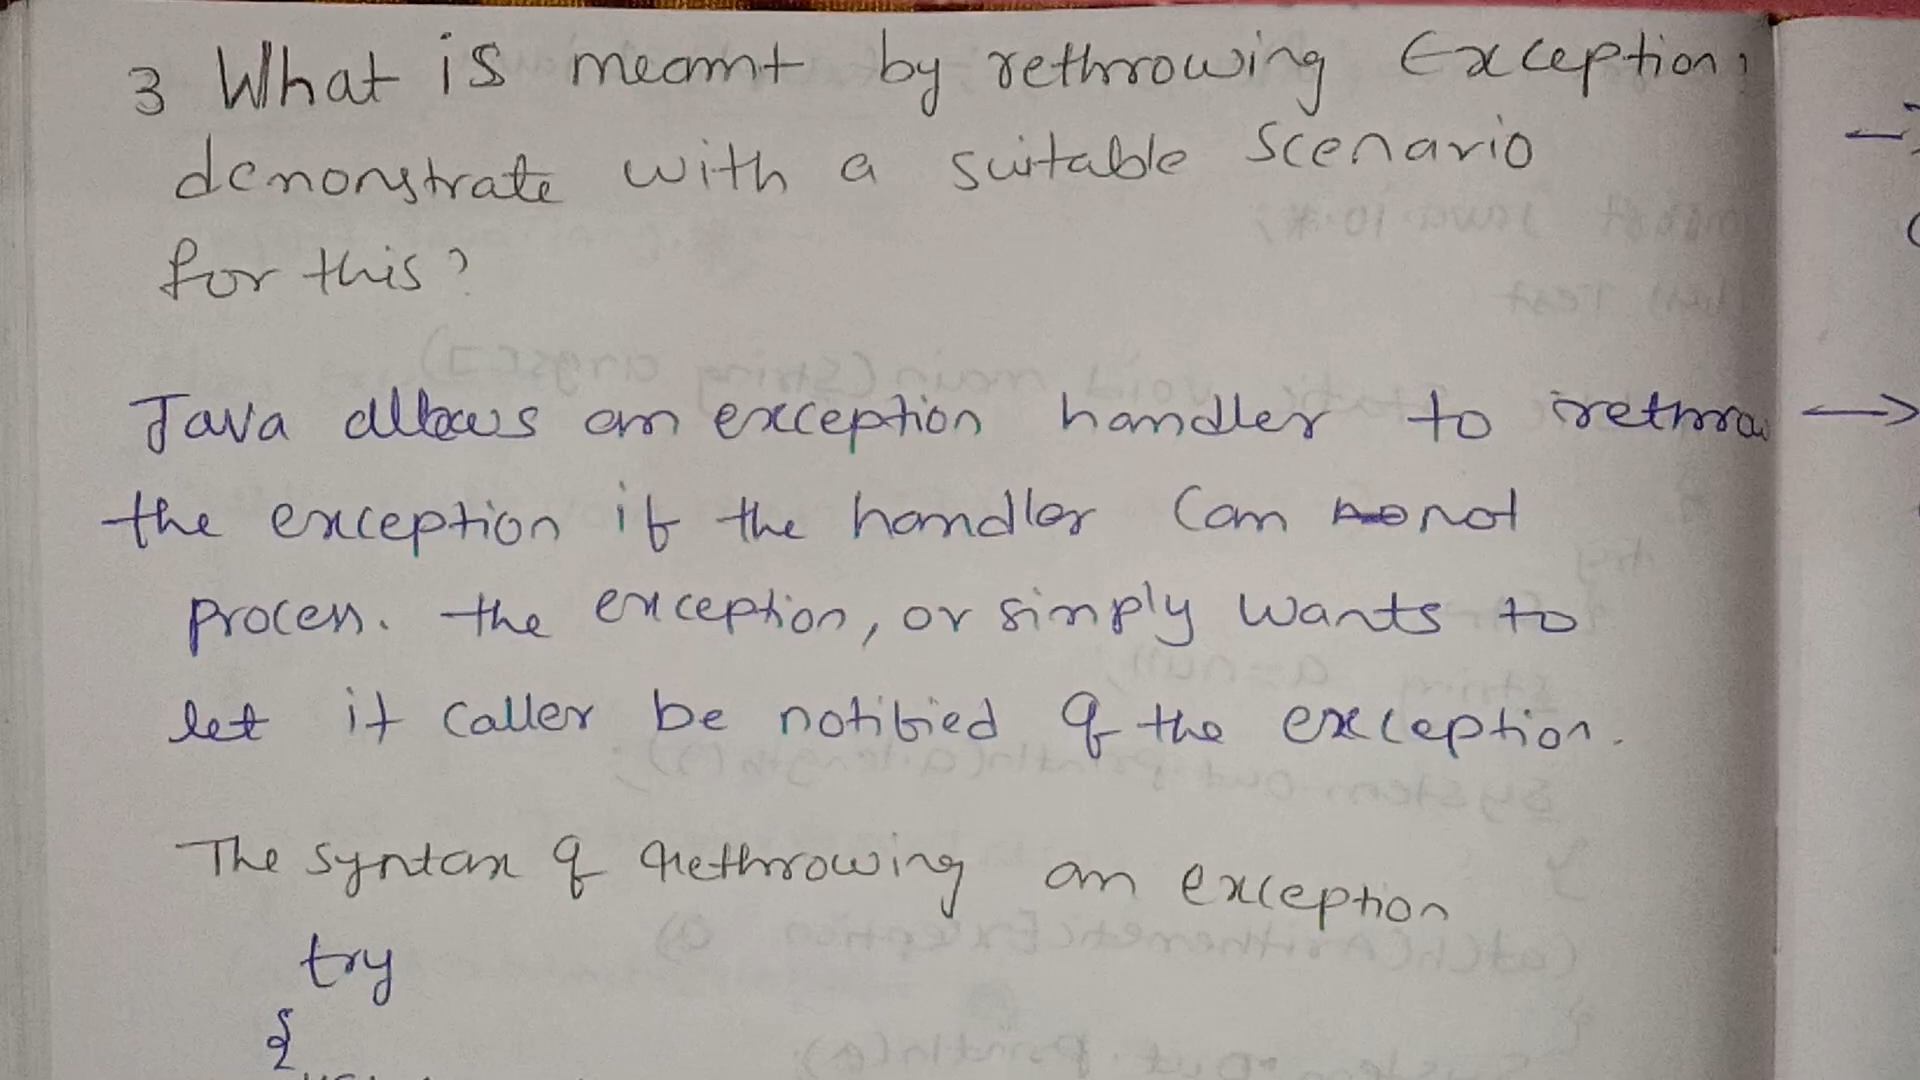 3 What is meant by rethrowing Exception,
demonstrate with a suitable scenario
for this?
Java allows an exception handler to rethrow
the exception if the handler can not
process. the exception, or simply wants to
let it caller be notified of the exception.
The syntax of rethrowing an exception
try
{